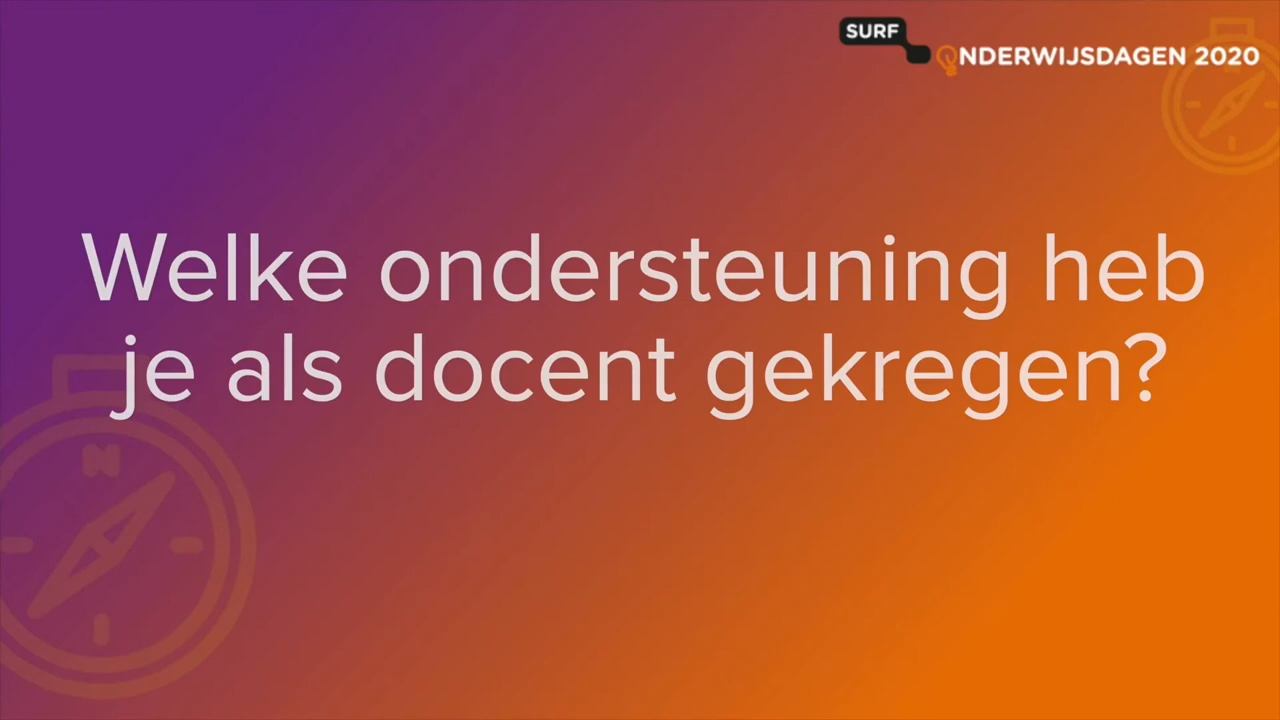 SURF
ONDERWIJSDAGEN 2020
Welke ondersteuning heb
je als docent gekregen?
N